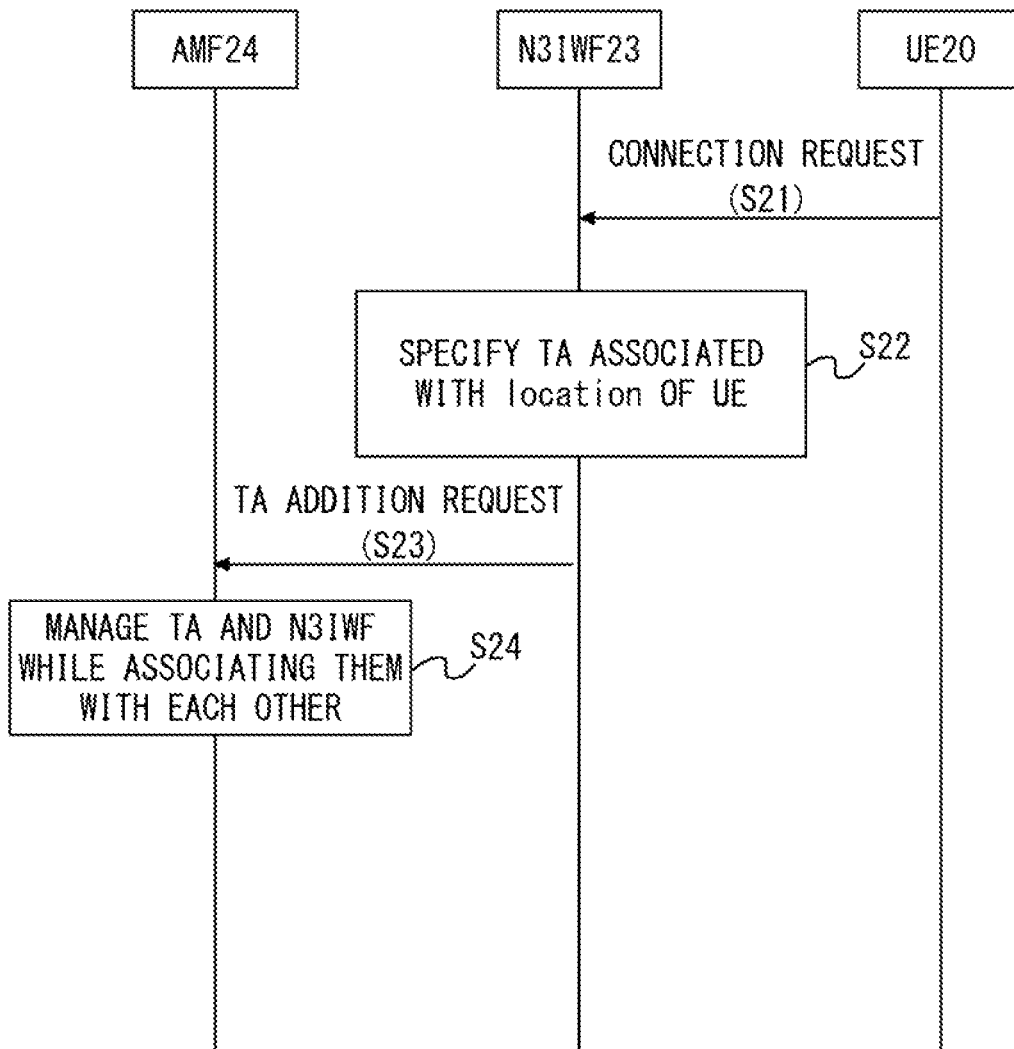 AMF24
N3IWF23
UE20
CONNECTION REQUEST
(S21)
SPECIFY TA ASSOCIATED
WITH location OF UE
S22
TA ADDITION REQUEST
(S23)
MANAGE TA AND N3IWF
WHILE ASSOCIATING THEM
WITH EACH OTHER
S24